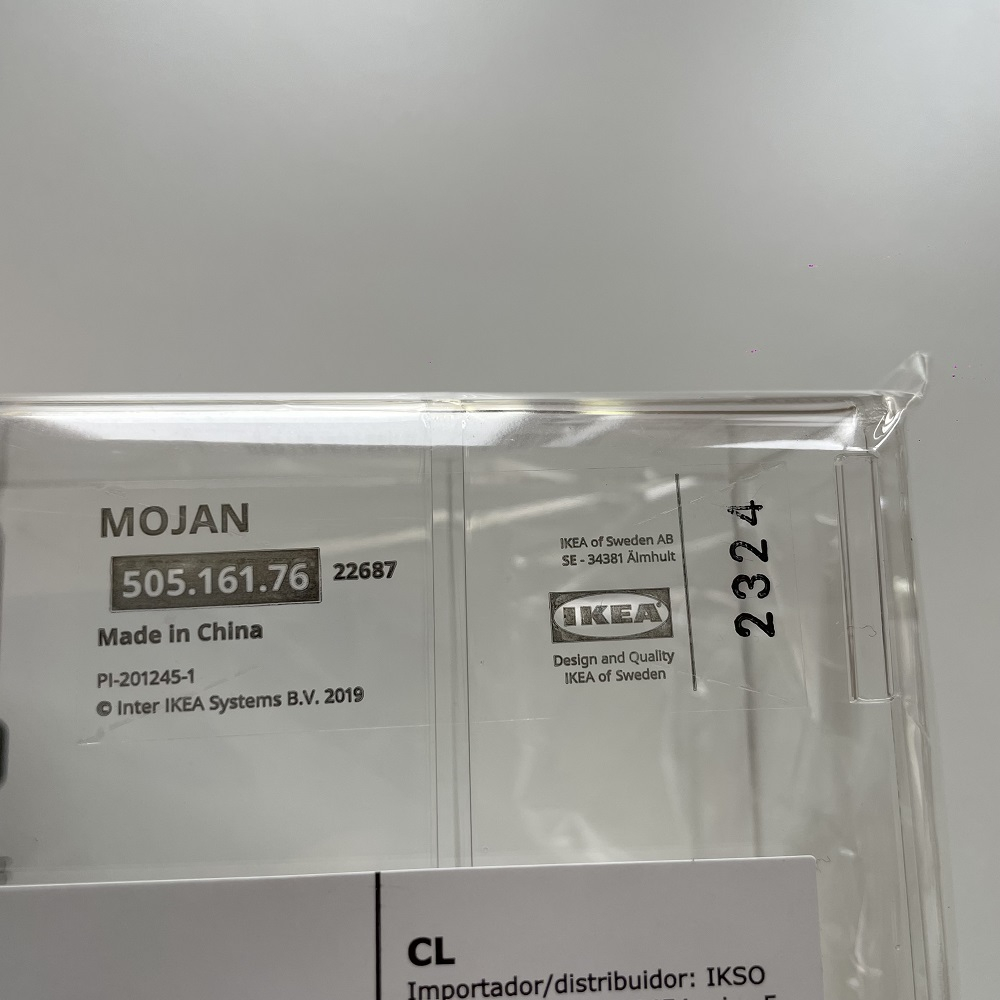 MOJAN
505.161.76 22687
Made in China
PI-201245-1
© Inter IKEA Systems B.V. 2019
IKEA of Sweden AB
SE - 34381 Älmhult
IKEA®
Design and Quality
IKEA of Sweden
2324
CL
Importador/distribuidor: IKSO